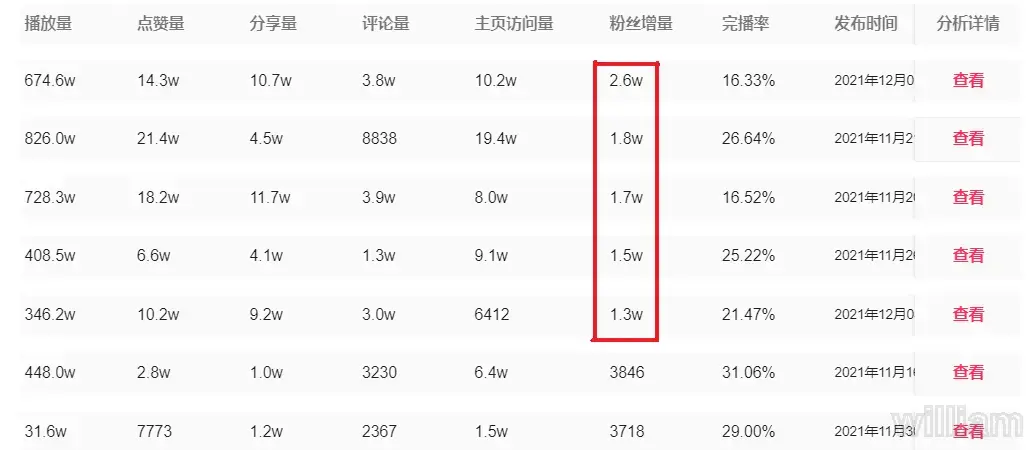 播放量 点赞量 分享量 评论量 主页访问量 粉丝增量 完播率 发布时间 分析详情
674.6w 14.3w 10.7w 3.8w 10.2w 2.6w 16.33% 2021年12月0 查看
826.0w 21.4w 4.5w 8838 19.4w 1.8w 26.64% 2021年11月2 查看
728.3w 18.2w 11.7w 3.9w 8.0w 1.7w 16.52% 2021年11月20 查看
408.5w 6.6w 4.1w 1.3w 9.1w 1.5w 25.22% 2021年11月20 查看
346.2w 10.2w 9.2w 3.0w 6412 1.3w 21.47% 2021年12月0 查看
448.0w 2.8w 1.0w 3230 6.4w 3846 31.06% 2021年11月16 查看
31.6w 7773 1.2w 2367 1.5w 3718 29.00% 2021年11月30 查看
william